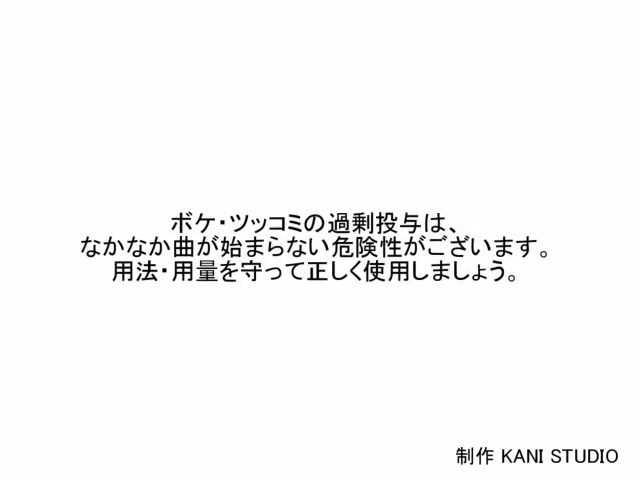 ボケ・ツッコミの過剰投与は、
なかなか曲が始まらない危険性がございます。
用法・用量を守って正しく使用しましょう。
制作 KANI STUDIO